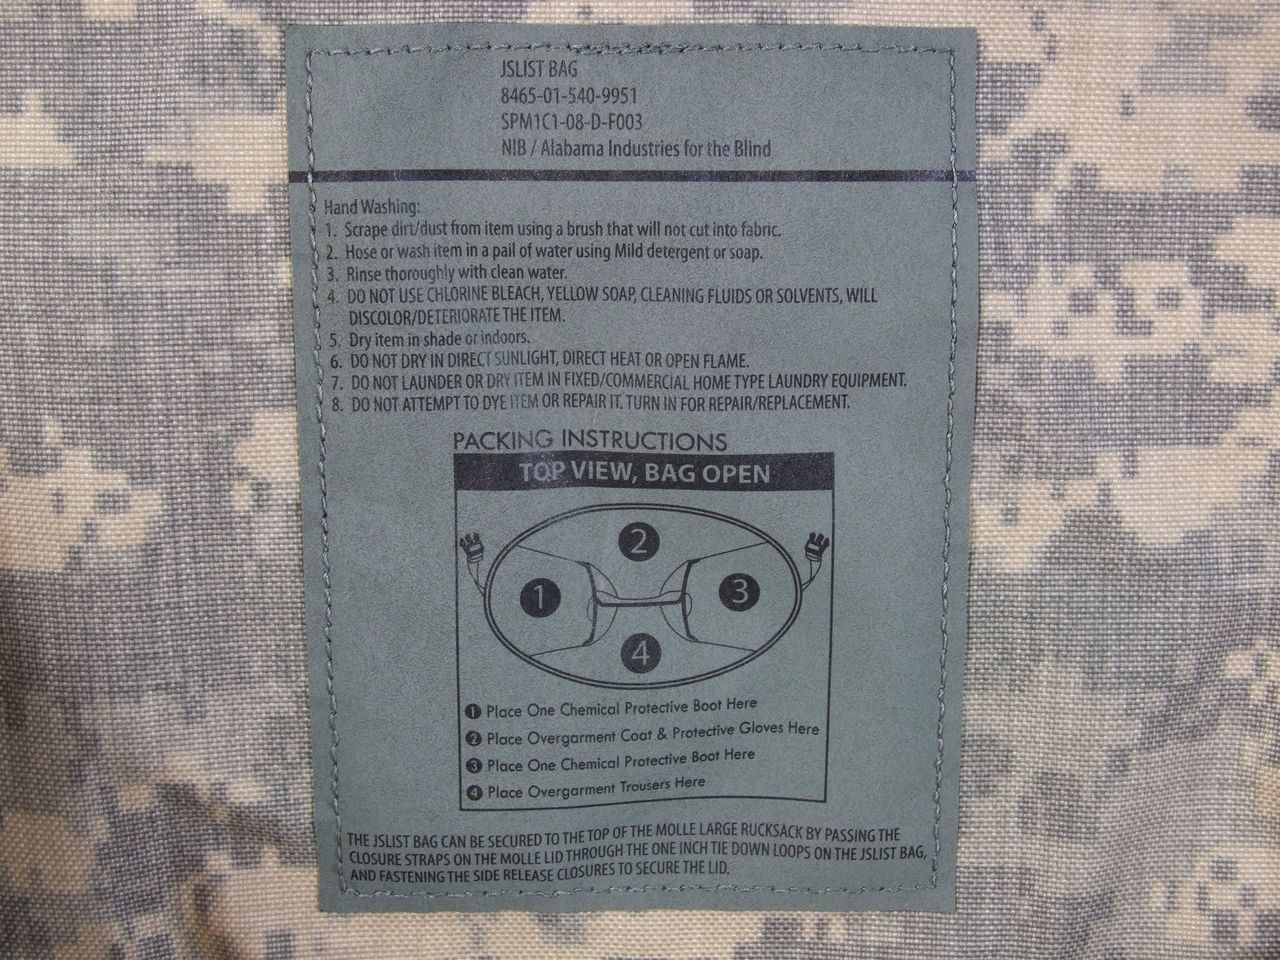 JSLIST BAG
8465-01-540-9951
SPM1C1-08-D-F003
NIB / Alabama Industries for the Blind
Hand Washing:
1. Scrape dirt/dust from item using a brush that will not cut into fabric.
2. Hose or wash item in a pail of water using Mild detergent or soap.
3. Rinse thoroughly with clean water.
4. DO NOT USE CHLORINE BLEACH, YELLOW SOAP, CLEANING FLUIDS OR SOLVENTS, WILL
DISCOLOR/DETERIORATE THE ITEM.
5. Dry item in shade or indoors.
6. DO NOT DRY IN DIRECT SUNLIGHT, DIRECT HEAT OR OPEN FLAME.
7. DO NOT LAUNDER OR DRY ITEM IN FIXED/COMMERCIAL HOME TYPE LAUNDRY EQUIPMENT.
8. DO NOT ATTEMPT TO DYE ITEM OR REPAIR IT. TURN IN FOR REPAIR/REPLACEMENT.
PACKING INSTRUCTIONS
TOP VIEW, BAG OPEN
2
1
3
4
1 Place One Chemical Protective Boot Here
2 Place Overgarment Coat & Protective Gloves Here
3 Place One Chemical Protective Boot Here
4 Place Overgarment Trousers Here
THE JSLIST BAG CAN BE SECURED TO THE TOP OF THE MOLLE LARGE RUCKSACK BY PASSING THE
CLOSURE STRAPS ON THE MOLLE LID THROUGH THE ONE INCH TIE DOWN LOOPS ON THE JSLIST BAG,
AND FASTENING THE SIDE RELEASE CLOSURES TO SECURE THE LID.